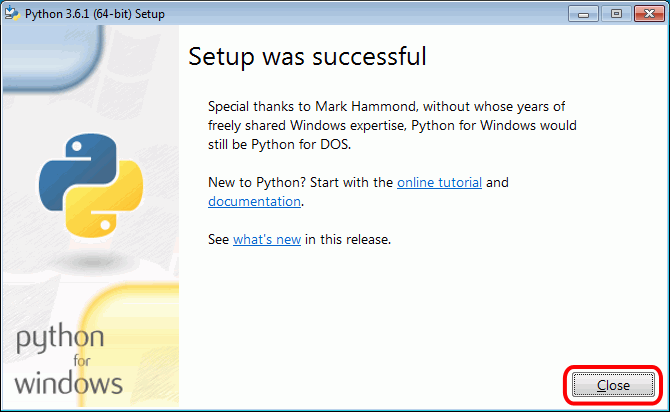 Python 3.6.1 (64-bit) Setup
Setup was successful
Special thanks to Mark Hammond, without whose years of
freely shared Windows expertise, Python for Windows would
still be Python for DOS.
New to Python? Start with the online tutorial and
documentation.
See what's new in this release.
python
for
windows
Close